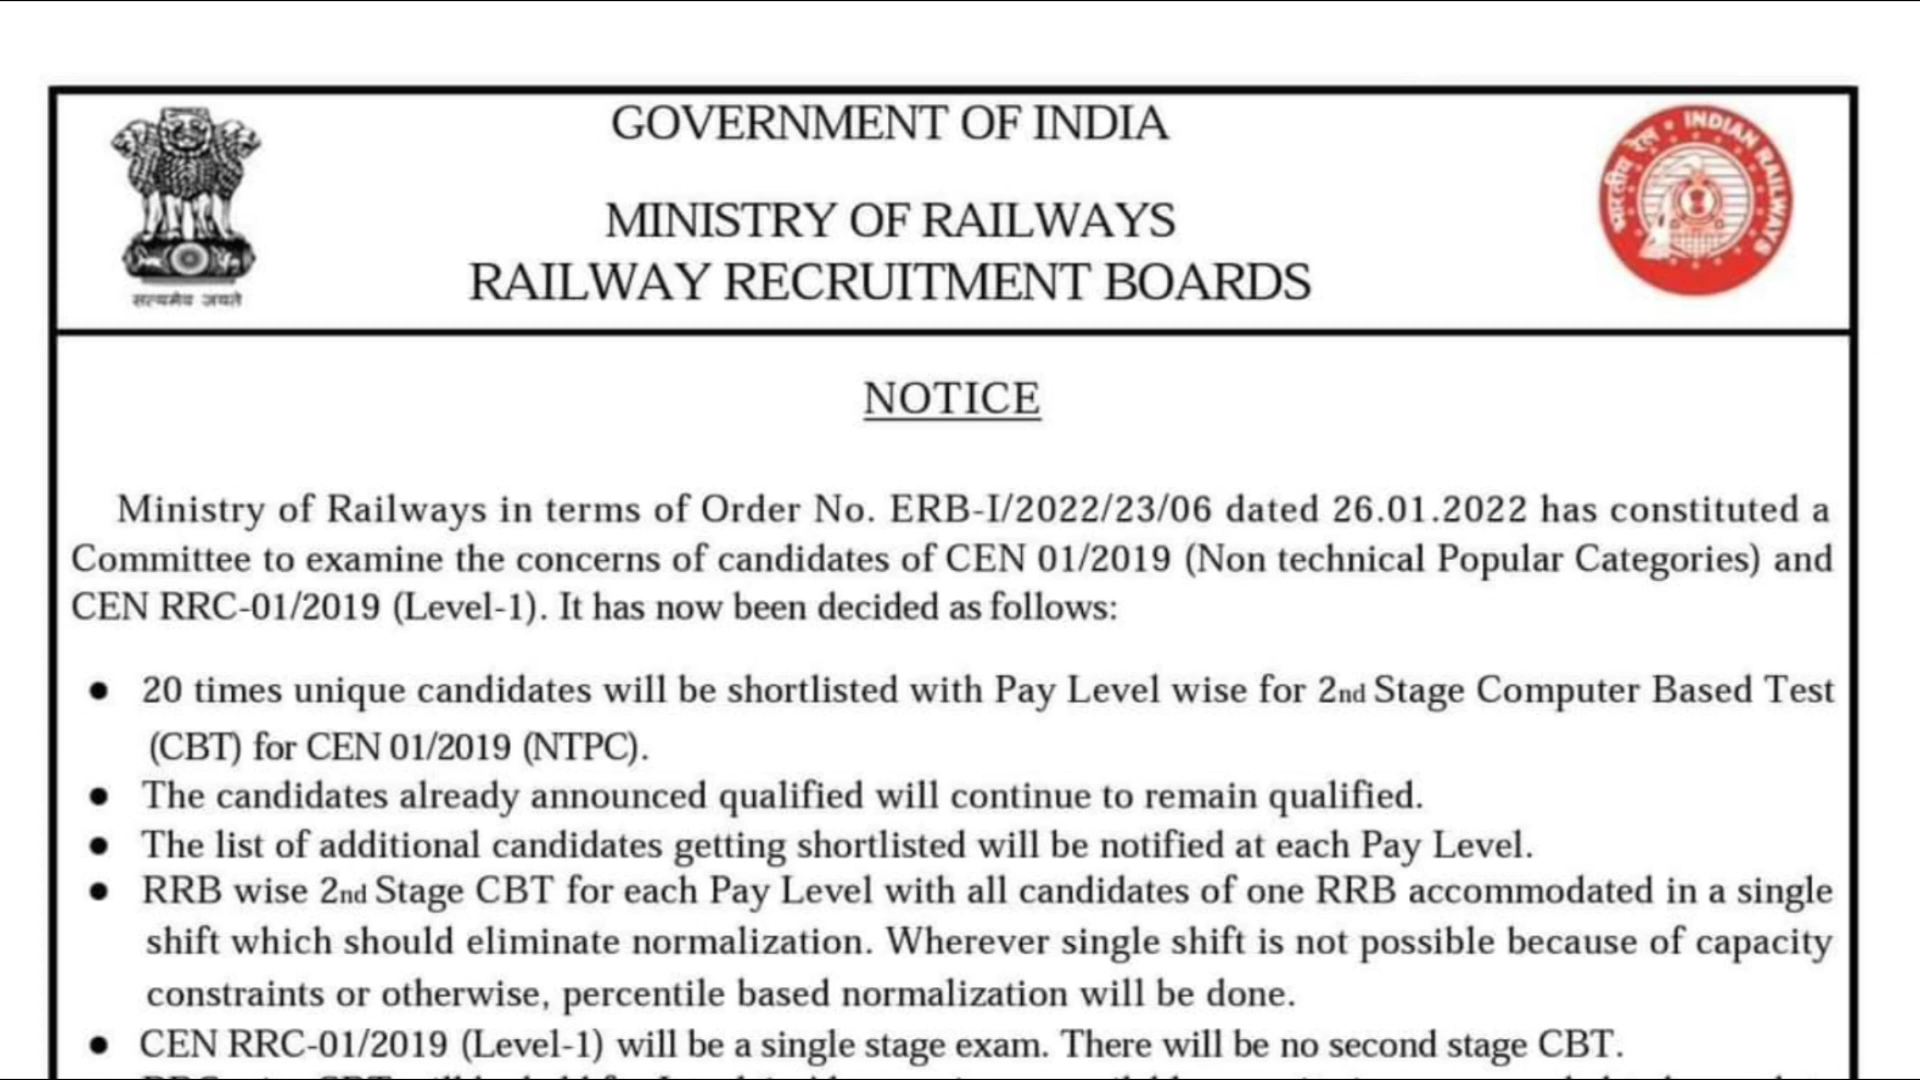 GOVERNMENT OF INDIA
MINISTRY OF RAILWAYS
RAILWAY RECRUITMENT BOARDS
सत्यमेव जयते
भारतीय रेल • INDIAN RAILWAYS
NOTICE
Ministry of Railways in terms of Order No. ERB-I/2022/23/06 dated 26.01.2022 has constituted a
Committee to examine the concerns of candidates of CEN 01/2019 (Non technical Popular Categories) and
CEN RRC-01/2019 (Level-1). It has now been decided as follows:
● 20 times unique candidates will be shortlisted with Pay Level wise for 2nd Stage Computer Based Test
(CBT) for CEN 01/2019 (NTPC).
● The candidates already announced qualified will continue to remain qualified.
● The list of additional candidates getting shortlisted will be notified at each Pay Level.
● RRB wise 2nd Stage CBT for each Pay Level with all candidates of one RRB accommodated in a single
shift which should eliminate normalization. Wherever single shift is not possible because of capacity
constraints or otherwise, percentile based normalization will be done.
● CEN RRC-01/2019 (Level-1) will be a single stage exam. There will be no second stage CBT.